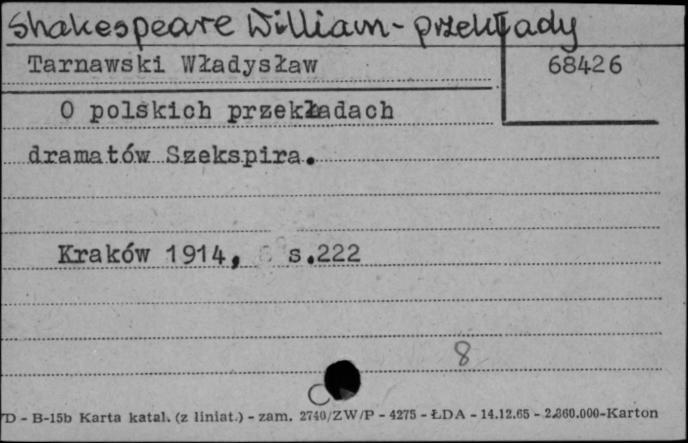 Shakespeare William - przekłady
Tarnawski Władysław 68426
O polskich przekładach
dramatów Szekspira.
Kraków 1914, s.222
8
D - B-15b Karta katal. (z liniat.) - zam. 2740/ZW/P - 4275 - ŁDA - 14.12.65 - 2.860.000-Karton